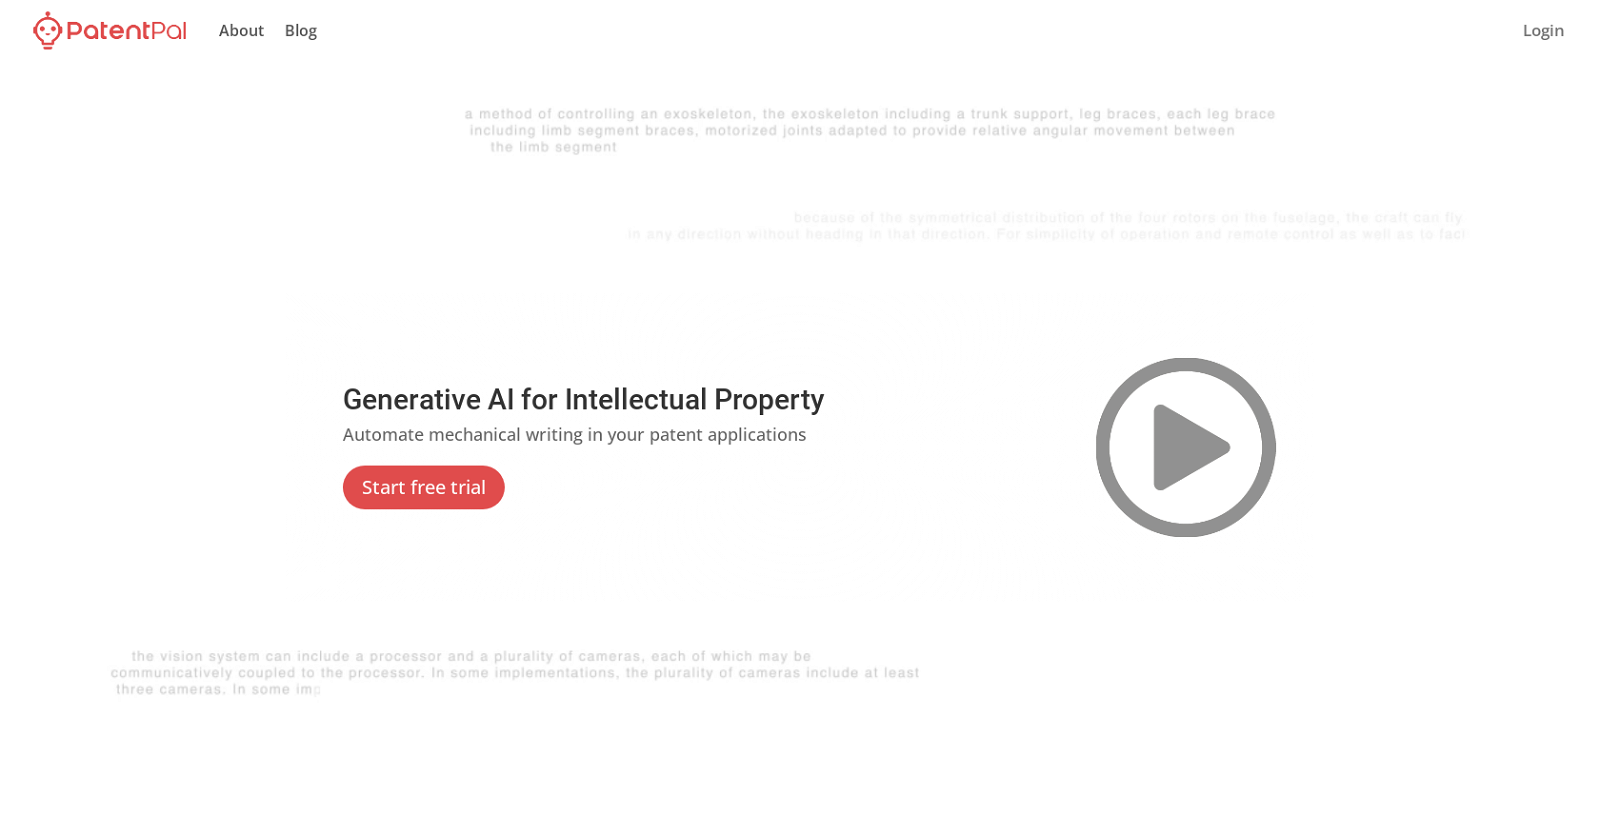 PatentPal
About
Blog
Login
a method of controlling an exoskeleton, the exoskeleton including a trunk support, leg braces, each leg brace
including limb segment braces, motorized joints adapted to provide relative angular movement between
the limb segment
because of the symmetrical distribution of the four rotors on the fuselage, the craft can fly
in any direction without heading in that direction. For simplicity of operation and remote control as well as to faci
Generative AI for Intellectual Property
Automate mechanical writing in your patent applications
Start free trial
the vision system can include a processor and a plurality of cameras, each of which may be
communicatively coupled to the processor. In some implementations, the plurality of cameras include at least
three cameras. In some imp